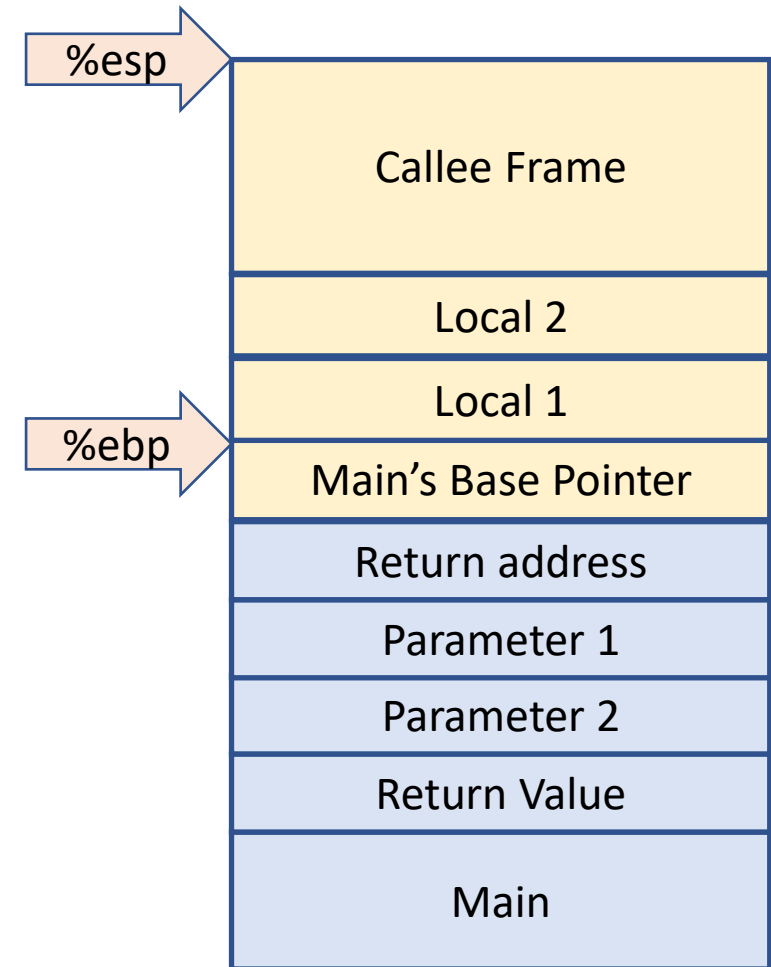 %esp
Callee Frame
Local 2
Local 1
%ebp
Main’s Base Pointer
Return address
Parameter 1
Parameter 2
Return Value
Main